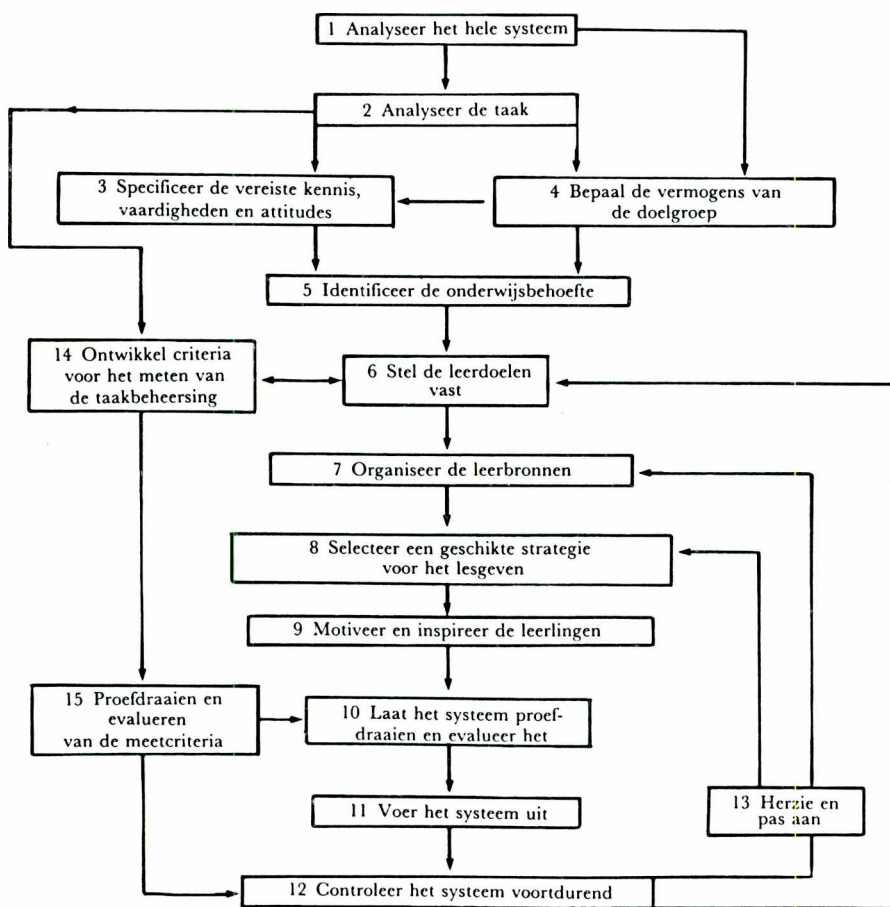 1 Analyseer het hele systeem
2 Analyseer de taak
3 Specificeer de vereiste kennis,
vaardigheden en attitudes
4 Bepaal de vermogens van
de doelgroep
5 Identificeer de onderwijsbehoefte
14 Ontwikkel criteria
voor het meten van
de taakbeheersing
6 Stel de leerdoelen
vast
7 Organiseer de leerbronnen
8 Selecteer een geschikte strategie
voor het lesgeven
9 Motiveer en inspireer de leerlingen
15 Proefdraaien en
evalueren
van de meetcriteria
10 Laat het systeem proef-
draaien en evalueer het
11 Voer het systeem uit
13 Herzie en
pas aan
12 Controleer het systeem voortdurend